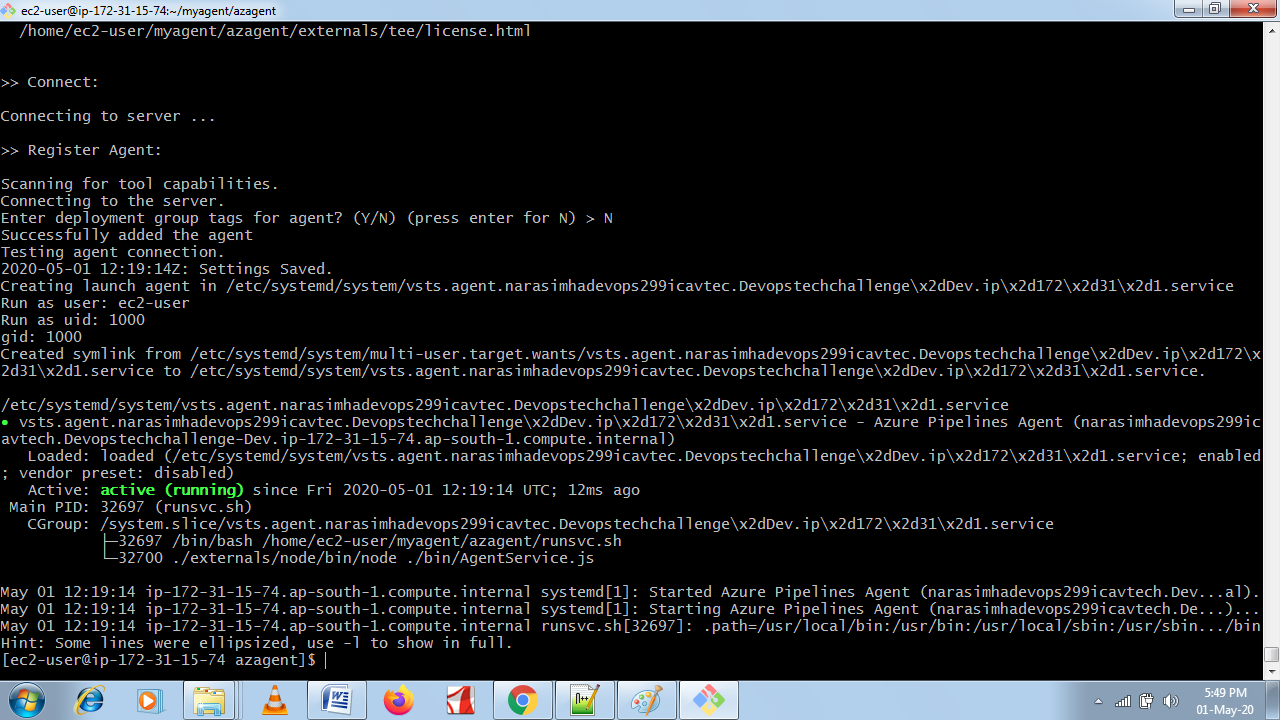 ec2-user@ip-172-31-15-74:~/myagent/azagent
/home/ec2-user/myagent/azagent/externals/tee/license.html
>> Connect:
Connecting to server ...
>> Register Agent:
Scanning for tool capabilities.
Connecting to the server.
Enter deployment group tags for agent? (Y/N) (press enter for N) > N
Successfully added the agent
Testing agent connection.
2020-05-01 12:19:14Z: Settings Saved.
Creating launch agent in /etc/systemd/system/vsts.agent.narasimhadevops299icavtec.Devopstechchallenge\x2dDev.ip\x2d172\x2d31\x2d1.service
Run as user: ec2-user
Run as uid: 1000
gid: 1000
Created symlink from /etc/systemd/system/multi-user.target.wants/vsts.agent.narasimhadevops299icavtec.Devopstechchallenge\x2dDev.ip\x2d172\x
2d31\x2d1.service to /etc/systemd/system/vsts.agent.narasimhadevops299icavtec.Devopstechchallenge\x2dDev.ip\x2d172\x2d31\x2d1.service.
/etc/systemd/system/vsts.agent.narasimhadevops299icavtec.Devopstechchallenge\x2dDev.ip\x2d172\x2d31\x2d1.service
● vsts.agent.narasimhadevops299icavtec.Devopstechchallenge\x2dDev.ip\x2d172\x2d31\x2d1.service - Azure Pipelines Agent (narasimhadevops299ic
avtech.Devopstechchallenge-Dev.ip-172-31-15-74.ap-south-1.compute.internal)
Loaded: loaded (/etc/systemd/system/vsts.agent.narasimhadevops299icavtec.Devopstechchallenge\x2dDev.ip\x2d172\x2d31\x2d1.service; enabled
; vendor preset: disabled)
Active: active (running) since Fri 2020-05-01 12:19:14 UTC; 12ms ago
Main PID: 32697 (runsvc.sh)
CGroup: /system.slice/vsts.agent.narasimhadevops299icavtec.Devopstechchallenge\x2dDev.ip\x2d172\x2d31\x2d1.service
├─32697 /bin/bash /home/ec2-user/myagent/azagent/runsvc.sh
└─32700 ./externals/node/bin/node ./bin/AgentService.js
May 01 12:19:14 ip-172-31-15-74.ap-south-1.compute.internal systemd[1]: Started Azure Pipelines Agent (narasimhadevops299icavtech.Dev...al).
May 01 12:19:14 ip-172-31-15-74.ap-south-1.compute.internal systemd[1]: Starting Azure Pipelines Agent (narasimhadevops299icavtech.De...)...
May 01 12:19:14 ip-172-31-15-74.ap-south-1.compute.internal runsvc.sh[32697]: .path=/usr/local/bin:/usr/bin:/usr/local/sbin:/usr/sbin.../bin
Hint: Some lines were ellipsized, use -l to show in full.
[ec2-user@ip-172-31-15-74 azagent]$
5:49 PM
01-May-20